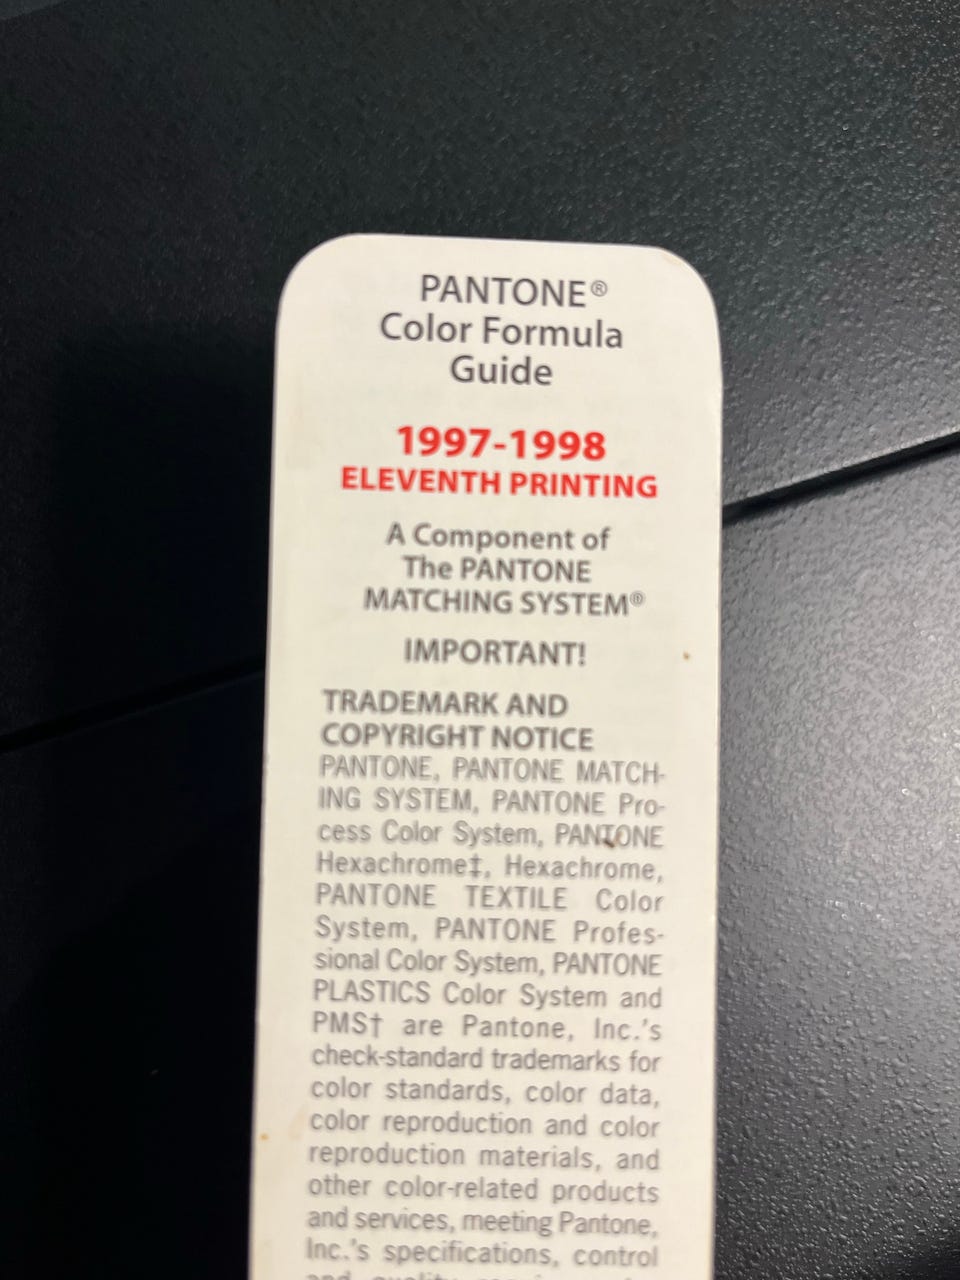 PANTONE®
Color Formula
Guide
1997-1998
ELEVENTH PRINTING
A Component of
The PANTONE
MATCHING SYSTEM®
IMPORTANT!
TRADEMARK AND
COPYRIGHT NOTICE
PANTONE, PANTONE MATCH-
ING SYSTEM, PANTONE Pro-
cess Color System, PANTONE
Hexachrome‡, Hexachrome,
PANTONE TEXTILE Color
System, PANTONE Profes-
sional Color System, PANTONE
PLASTICS Color System and
PMS† are Pantone, Inc.'s
check-standard trademarks for
color standards, color data,
color reproduction and color
reproduction materials, and
other color-related products
and services, meeting Pantone,
Inc.'s specifications, control
and quality